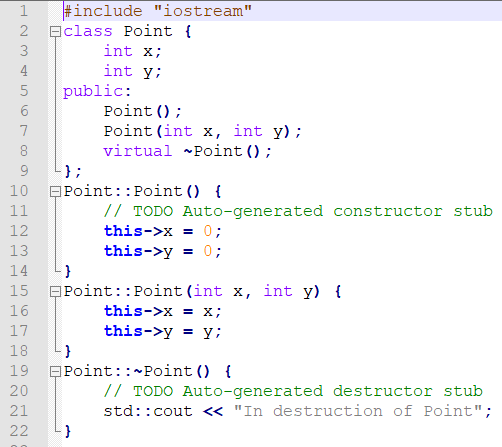 1 #include "iostream"
2 class Point {
3     int x;
4     int y;
5 public:
6     Point();
7     Point(int x, int y);
8     virtual ~Point();
9 };
10 Point::Point() {
11     // TODO Auto-generated constructor stub
12     this->x = 0;
13     this->y = 0;
14 }
15 Point::Point(int x, int y) {
16     this->x = x;
17     this->y = y;
18 }
19 Point::~Point() {
20     // TODO Auto-generated destructor stub
21     std::cout << "In destruction of Point";
22 }